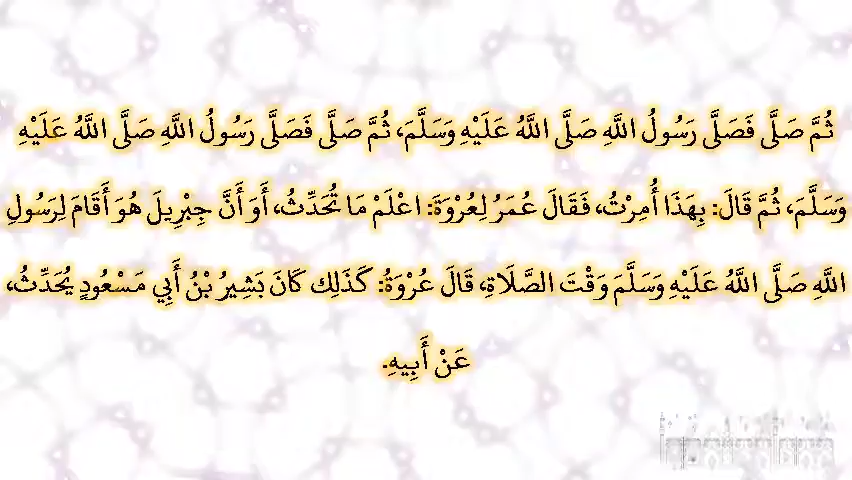 ثُمَّ صَلَّى فَصَلَّى رَسُولُ اللَّهِ صَلَّى اللَّهُ عَلَيْهِ وَسَلَّمَ، ثُمَّ صَلَّى فَصَلَّى رَسُولُ اللَّهِ صَلَّى اللَّهُ عَلَيْهِ
وَسَلَّمَ، ثُمَّ قَالَ: بِهَذَا أُمِرْتُ، فَقَالَ عُمَرُ لِعُرْوَةَ: اعْلَمْ مَا تُحَدِّثُ، أَوَ أَنَّ جِبْرِيلَ هُوَ أَقَامَ لِرَسُولِ
اللَّهِ صَلَّى اللَّهُ عَلَيْهِ وَسَلَّمَ وَقْتَ الصَّلَاةِ، قَالَ عُرْوَةُ: كَذَلِك كَانَ بَشِيرُ بْنُ أَبِي مَسْعُودٍ يُحَدِّثُ،
عَنْ أَبِيهِ.